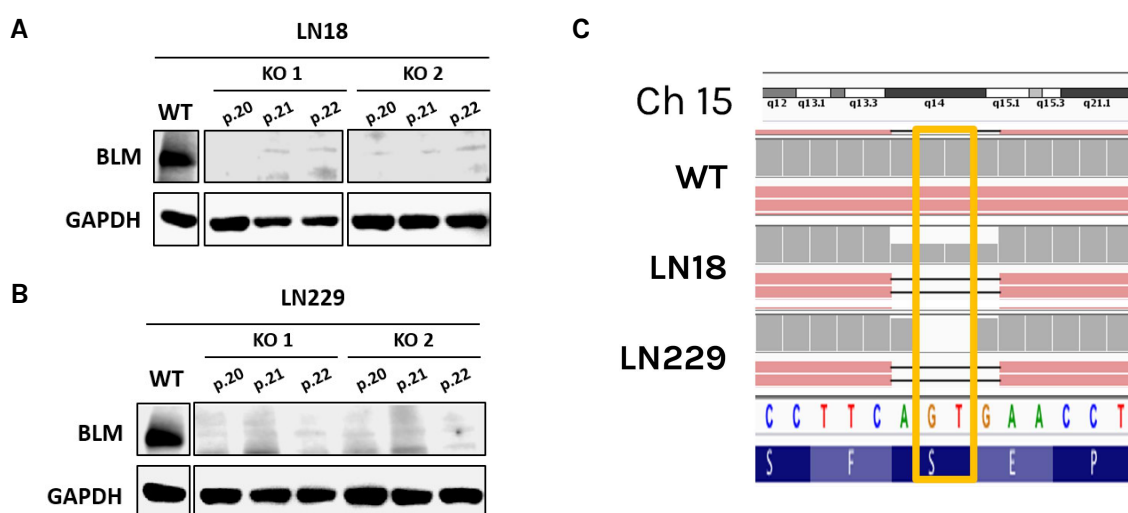 A
LN18
KO 1 KO 2
WT p.20 p.21 p.22 p.20 p.21 p.22
BLM
GAPDH
B
LN229
KO 1 KO 2
WT p.20 p.21 p.22 p.20 p.21 p.22
BLM
GAPDH
C
Ch 15
q12 q13.1 q13.3 q14 q15.1 q15.3 q21.1
WT
LN18
LN229
C C T T C A G T G A A C C T
S F S E P